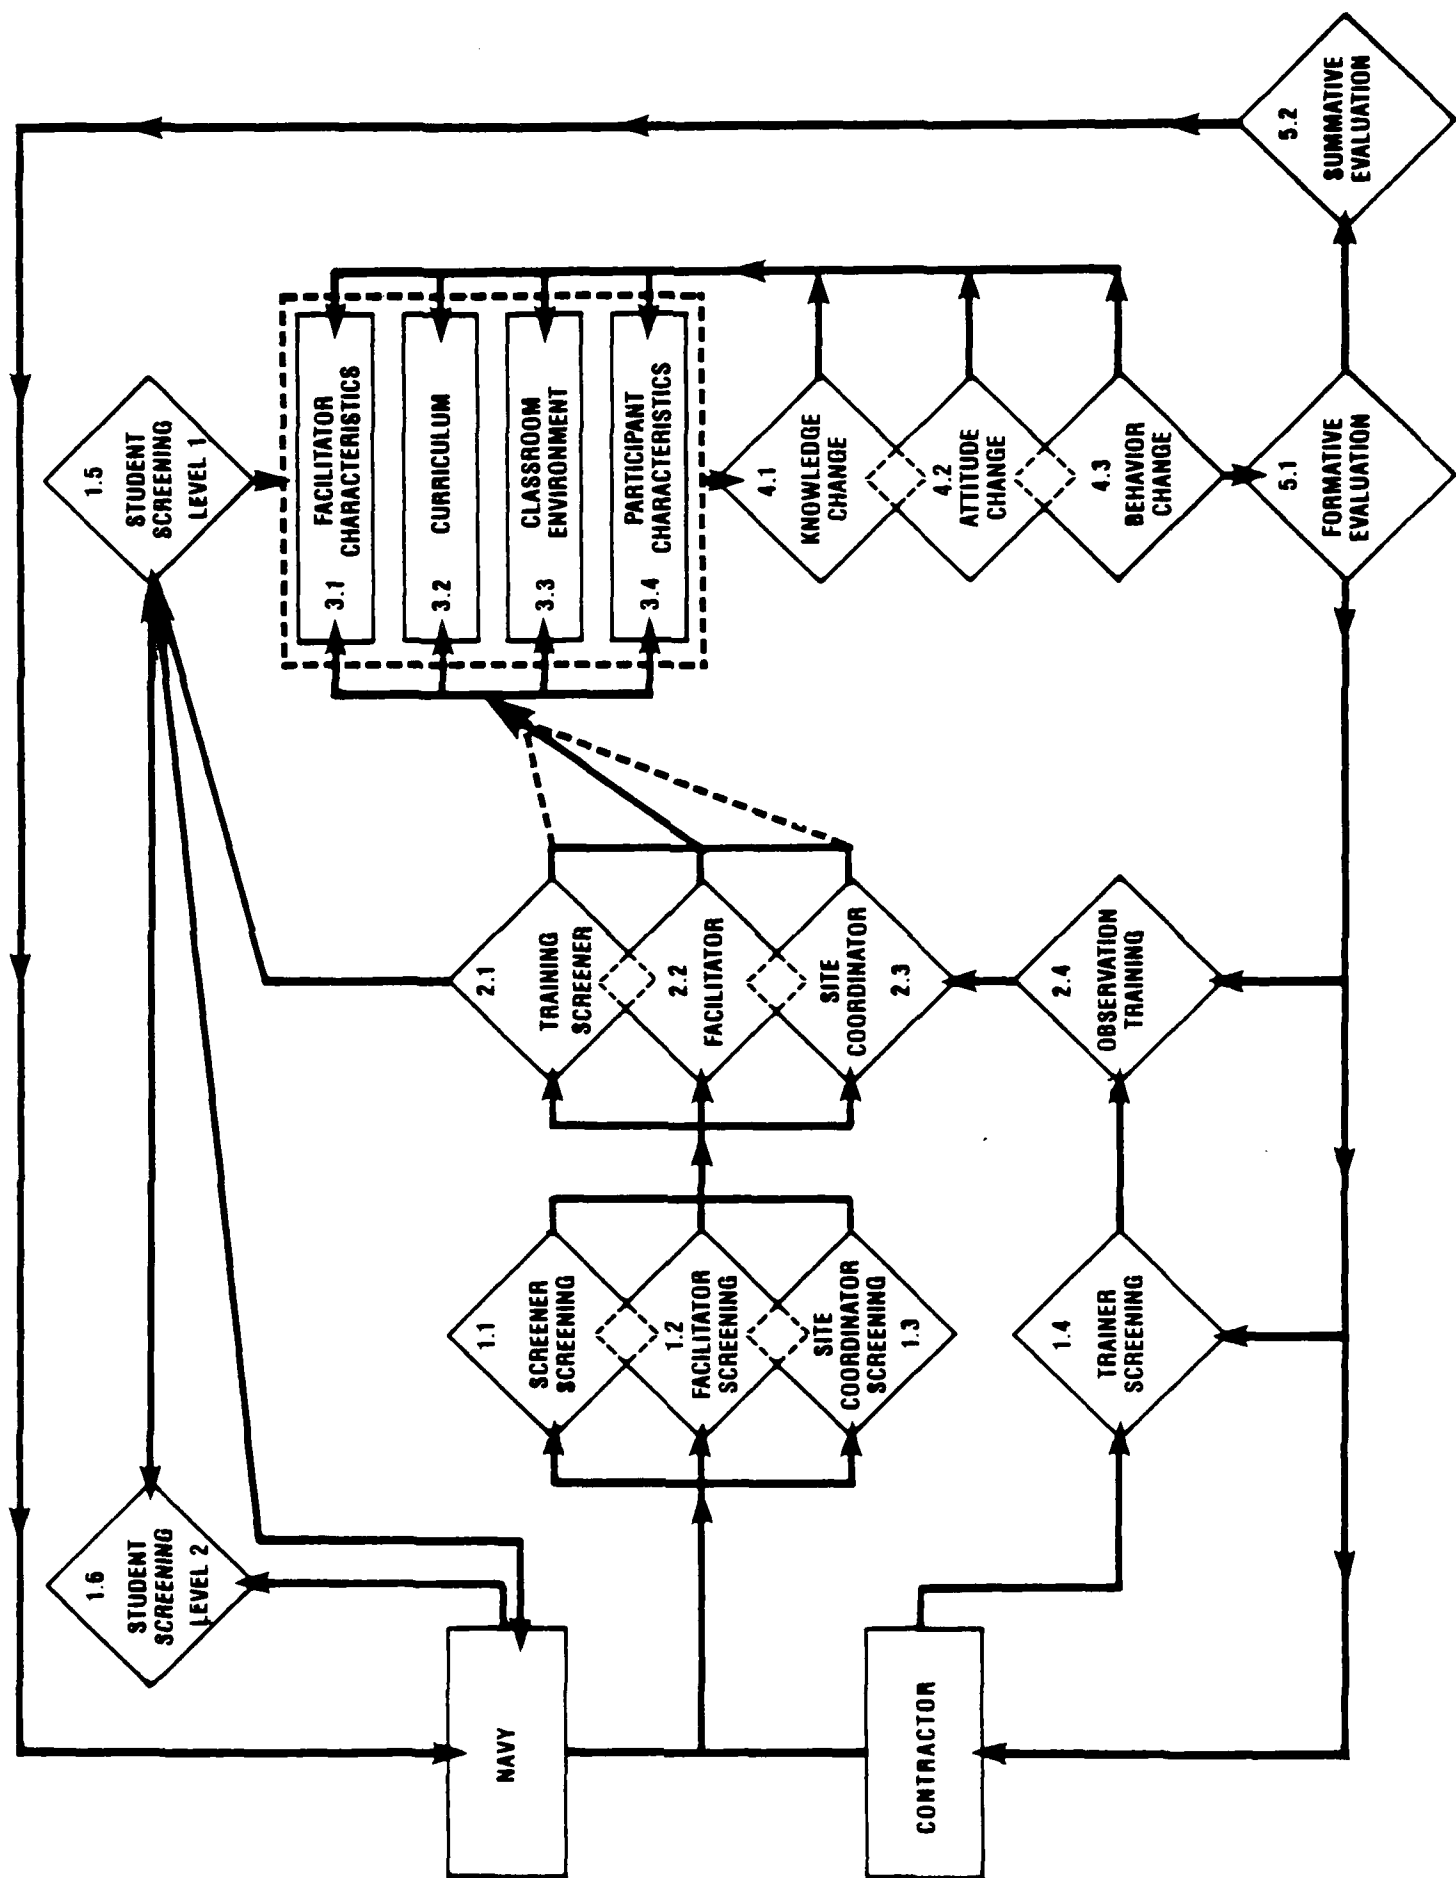 NAVY
CONTRACTOR
1.6
STUDENT
SCREENING
LEVEL 2
1.1
SCREENER
SCREENING
1.2
FACILITATOR
SCREENING
SITE
COORDINATOR
SCREENING
1.3
1.4
TRAINER
SCREENING
2.1
TRAINING
SCREENER
2.2
FACILITATOR
SITE
COORDINATOR
2.3
2.4
OBSERVATION
TRAINING
1.5
STUDENT
SCREENING
LEVEL 1
3.1
FACILITATOR
CHARACTERISTICS
3.2
CURRICULUM
3.3
CLASSROOM
ENVIRONMENT
3.4
PARTICIPANT
CHARACTERISTICS
4.1
KNOWLEDGE
CHANGE
4.2
ATTITUDE
CHANGE
4.3
BEHAVIOR
CHANGE
5.1
FORMATIVE
EVALUATION
5.2
SUMMATIVE
EVALUATION